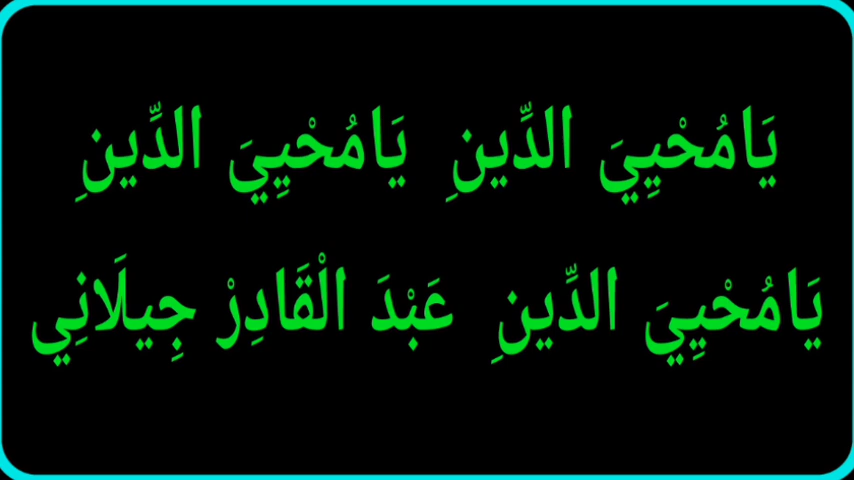 يَامُحْيِيَ الدِّينِ يَامُحْيِيَ الدِّينِ
يَامُحْيِيَ الدِّينِ عَبْدَ الْقَادِرْ جِيلَانِي